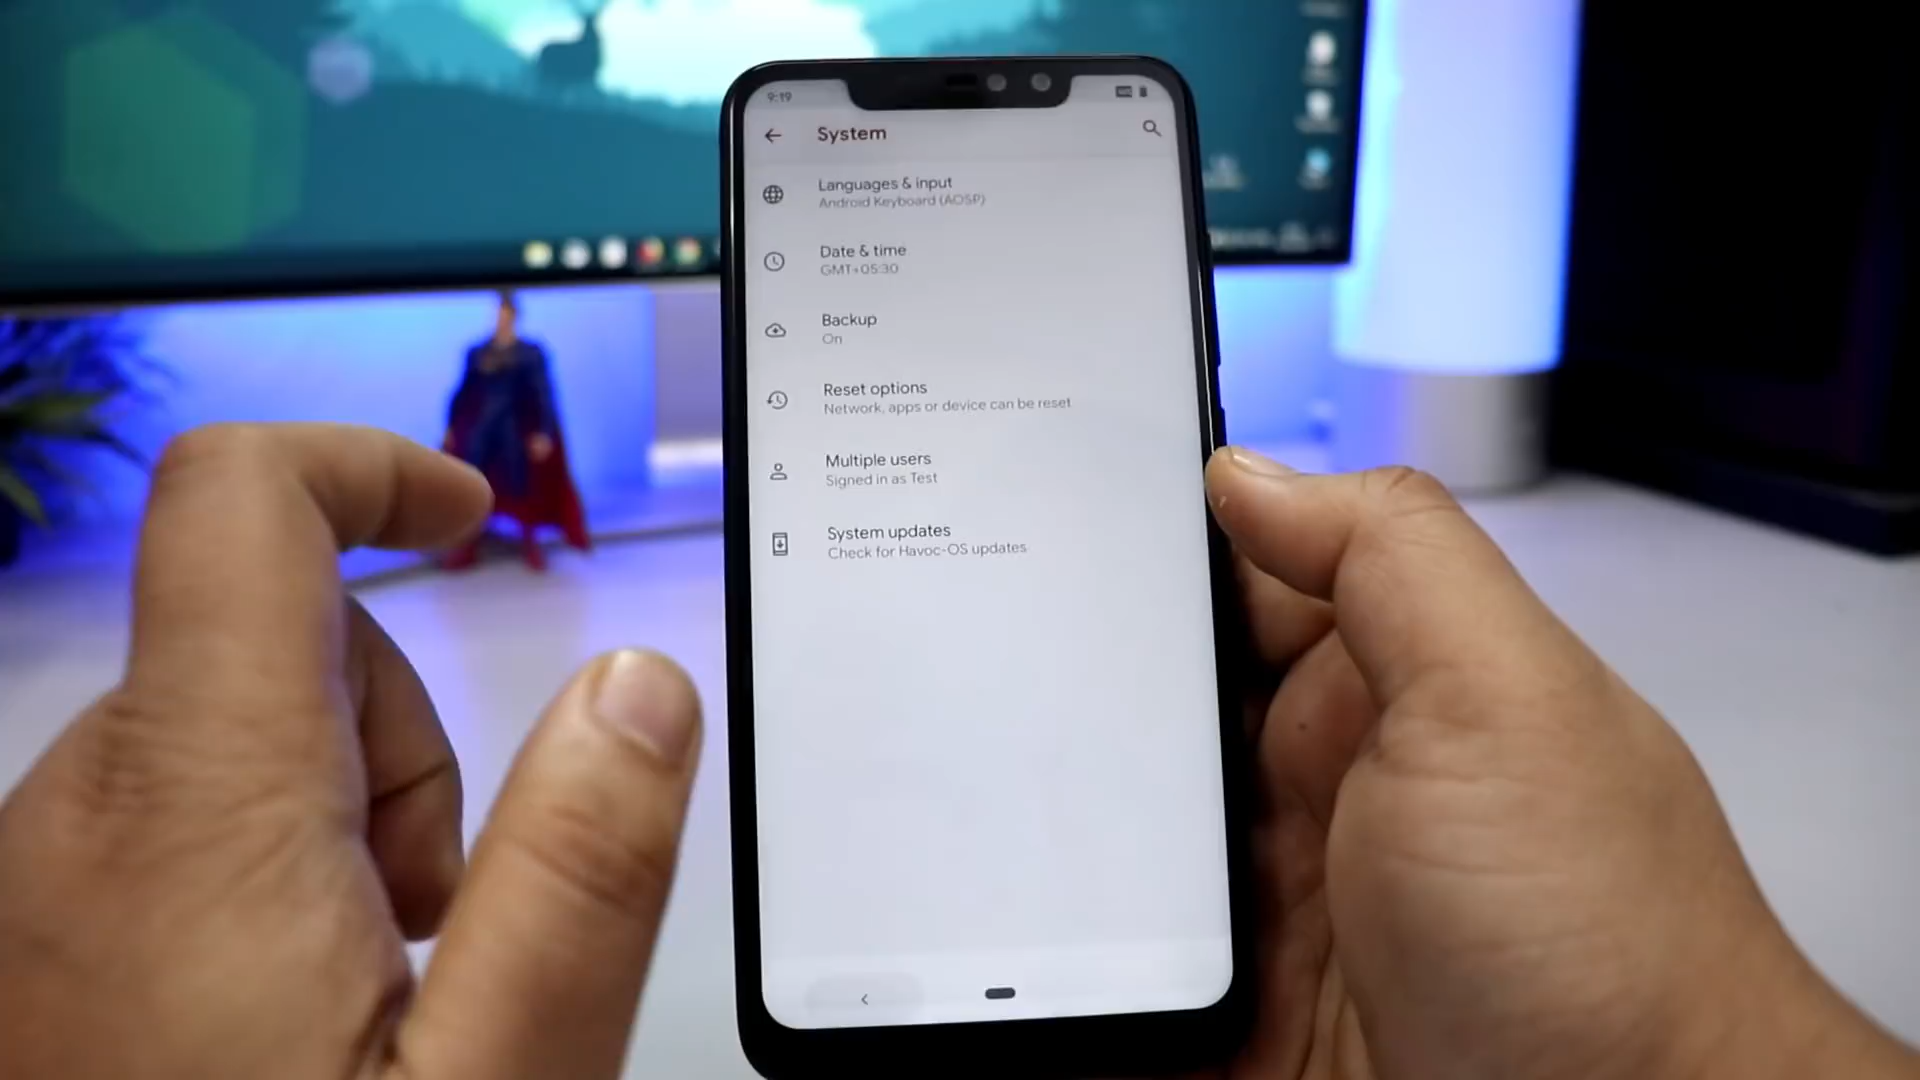 9:19
System
Languages & input
Android Keyboard (AOSP)
Date & time
GMT+05:30
Backup
On
Reset options
Network, apps or device can be reset
Multiple users
Signed in as Test
System updates
Check for Havoc-OS updates